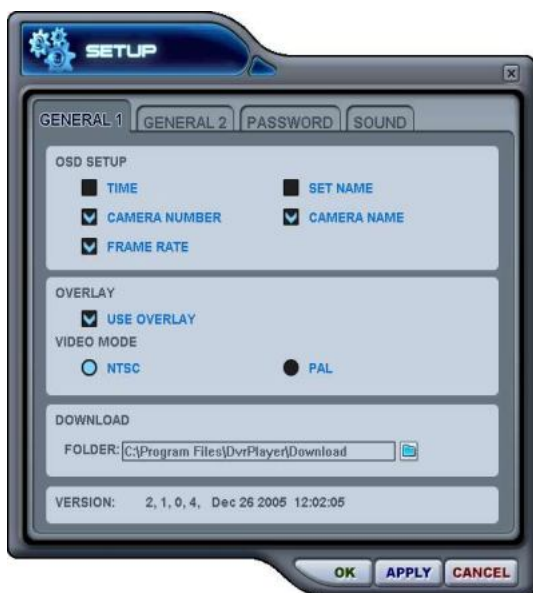 SETUP
GENERAL 1 GENERAL 2 PASSWORD SOUND
OSD SETUP
TIME SET NAME
CAMERA NUMBER CAMERA NAME
FRAME RATE
OVERLAY
USE OVERLAY
VIDEO MODE
NTSC PAL
DOWNLOAD
FOLDER: C:\Program Files\DvrPlayer\Download
VERSION: 2, 1, 0, 4, Dec 26 2005 12:02:05
OK APPLY CANCEL